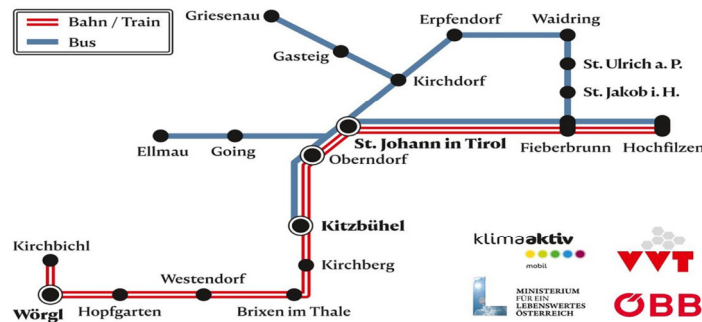 Bahn / Train
Bus
Griesenau
Gasteig
Kirchdorf
Erpfendorf
Waidring
St. Ulrich a. P.
St. Jakob i. H.
Ellmau
Going
St. Johann in Tirol
Oberndorf
Fieberbrunn
Hochfilzen
Kitzbühel
Kirchbichl
Kirchberg
Westendorf
Wörgl
Hopfgarten
Brixen im Thale
klimaaktiv
mobil
VVT
MINISTERIUM
FÜR EIN
LEBENSWERTES
ÖSTERREICH
ÖBB